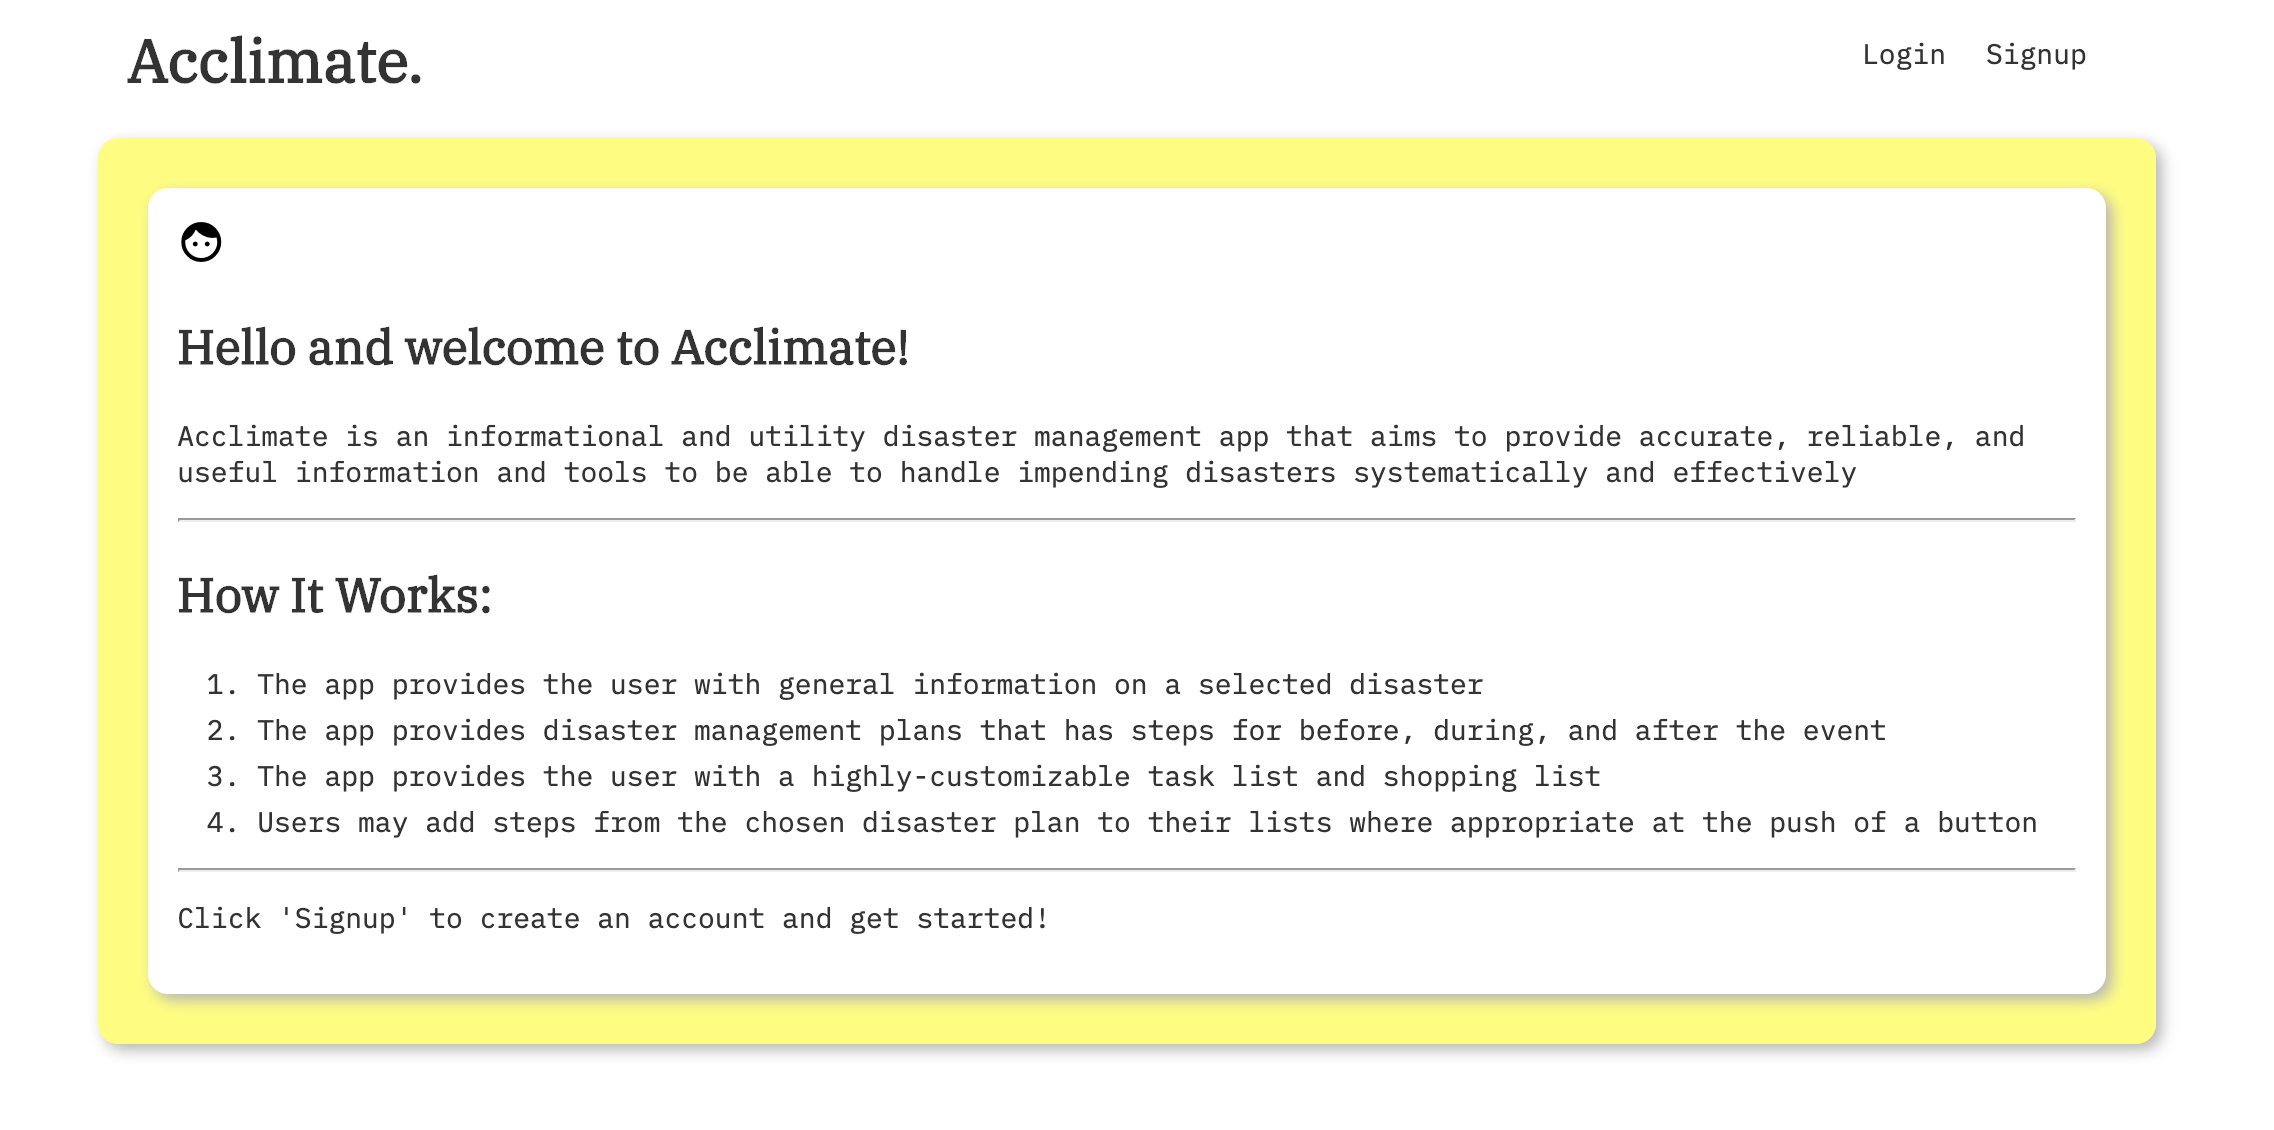 Acclimate.
Login Signup
Hello and welcome to Acclimate!
Acclimate is an informational and utility disaster management app that aims to provide accurate, reliable, and
useful information and tools to be able to handle impending disasters systematically and effectively
How It Works:
1. The app provides the user with general information on a selected disaster
2. The app provides disaster management plans that has steps for before, during, and after the event
3. The app provides the user with a highly-customizable task list and shopping list
4. Users may add steps from the chosen disaster plan to their lists where appropriate at the push of a button
Click 'Signup' to create an account and get started!